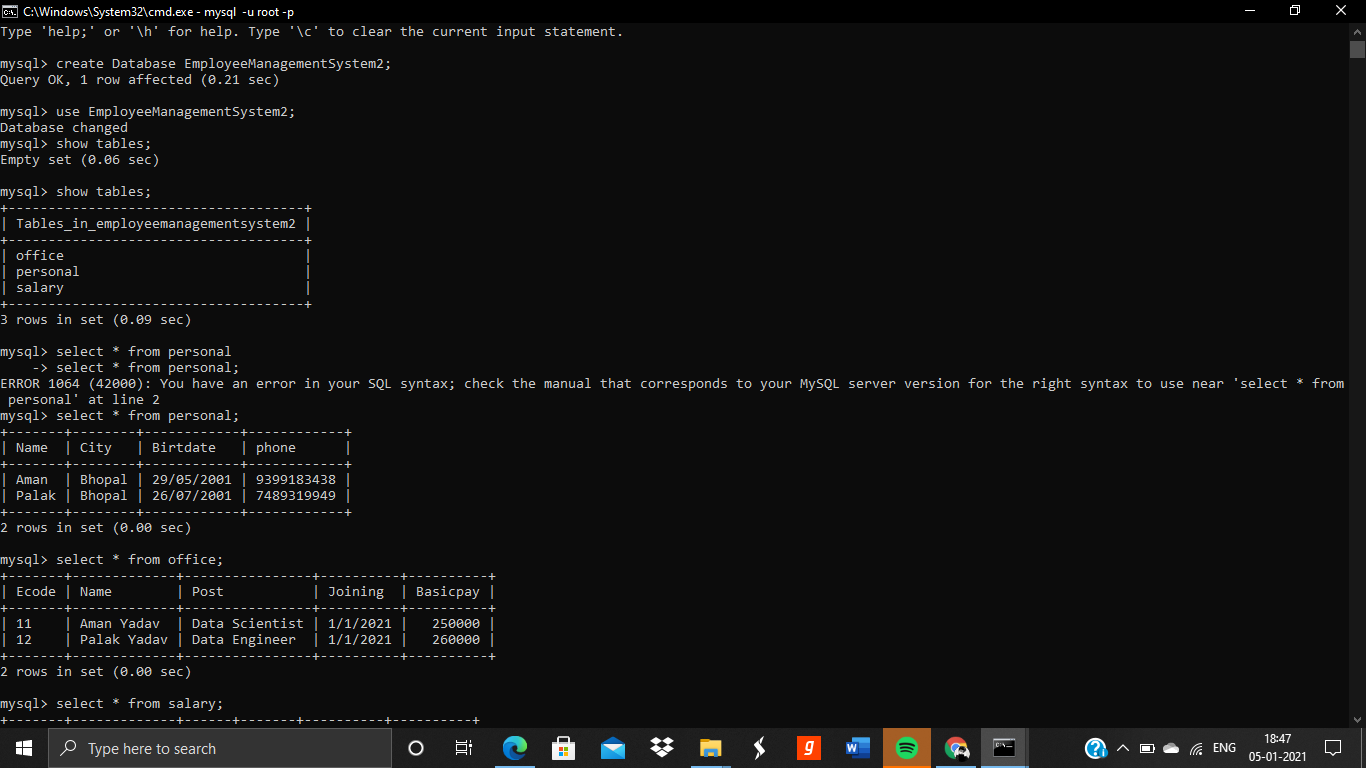 C:\Windows\System32\cmd.exe - mysql  -u root -p
Type 'help;' or '\h' for help. Type '\c' to clear the current input statement.
mysql> create Database EmployeeManagementSystem2;
Query OK, 1 row affected (0.21 sec)
mysql> use EmployeeManagementSystem2;
Database changed
mysql> show tables;
Empty set (0.06 sec)
mysql> show tables;
+-------------------------------------+
| Tables_in_employeemanagementsystem2 |
+-------------------------------------+
| office                              |
| personal                            |
| salary                              |
+-------------------------------------+
3 rows in set (0.09 sec)
mysql> select * from personal
    -> select * from personal;
ERROR 1064 (42000): You have an error in your SQL syntax; check the manual that corresponds to your MySQL server version for the right syntax to use near 'select * from
 personal' at line 2
mysql> select * from personal;
+-------+--------+------------+------------+
| Name  | City   | Birtdate   | phone      |
+-------+--------+------------+------------+
| Aman  | Bhopal | 29/05/2001 | 9399183438 |
| Palak | Bhopal | 26/07/2001 | 7489319949 |
+-------+--------+------------+------------+
2 rows in set (0.00 sec)
mysql> select * from office;
+-------+-------------+----------------+----------+----------+
| Ecode | Name        | Post           | Joining  | Basicpay |
+-------+-------------+----------------+----------+----------+
| 11    | Aman Yadav  | Data Scientist | 1/1/2021 |   250000 |
| 12    | Palak Yadav | Data Engineer  | 1/1/2021 |   260000 |
+-------+-------------+----------------+----------+----------+
2 rows in set (0.00 sec)
mysql> select * from salary;
+-------+-------------+------+-------+----------+----------+
Type here to search
g
W
ENG
18:47
05-01-2021